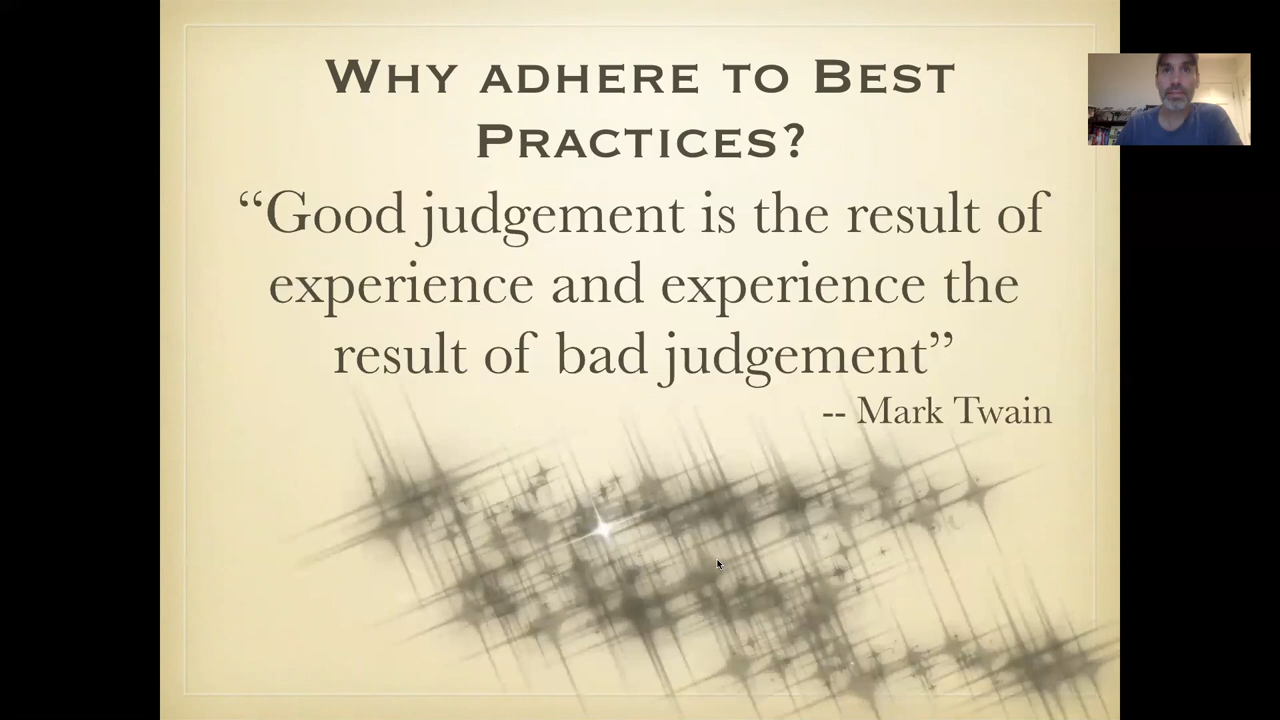 WHY ADHERE TO BEST
PRACTICES?
“Good judgement is the result of
experience and experience the
result of bad judgement”
-- Mark Twain